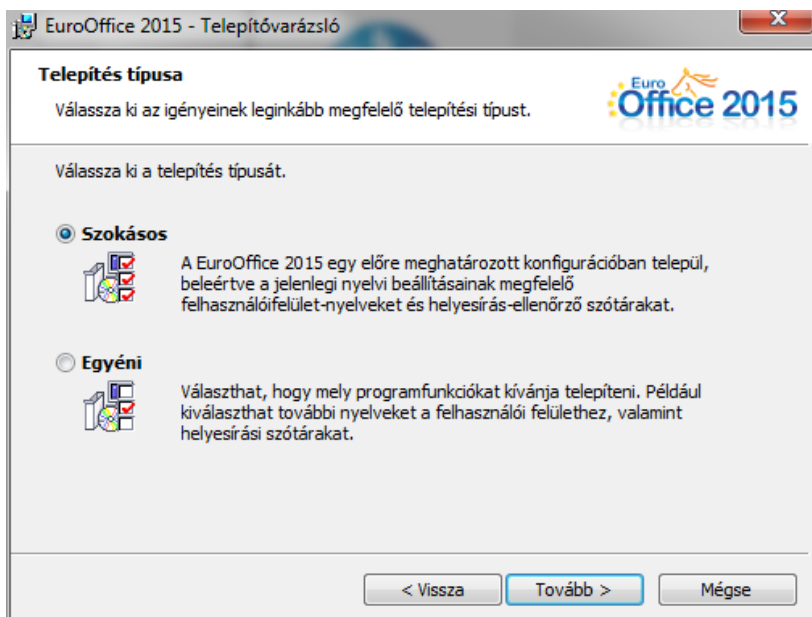 EuroOffice 2015 - Telepítővarázsló
Telepítés típusa
Válassza ki az igényeinek leginkább megfelelő telepítési típust.
Euro
Office 2015
Válassza ki a telepítés típusát.
Szokásos
A EuroOffice 2015 egy előre meghatározott konfigurációban települ,
beleértve a jelenlegi nyelvi beállításainak megfelelő
felhasználóifelület-nyelveket és helyesírás-ellenőrző szótárakat.
Egyéni
Választhat, hogy mely programfunkciókat kívánja telepíteni. Például
kiválaszthat további nyelveket a felhasználói felülethez, valamint
helyesírási szótárakat.
< Vissza Tovább > Mégse